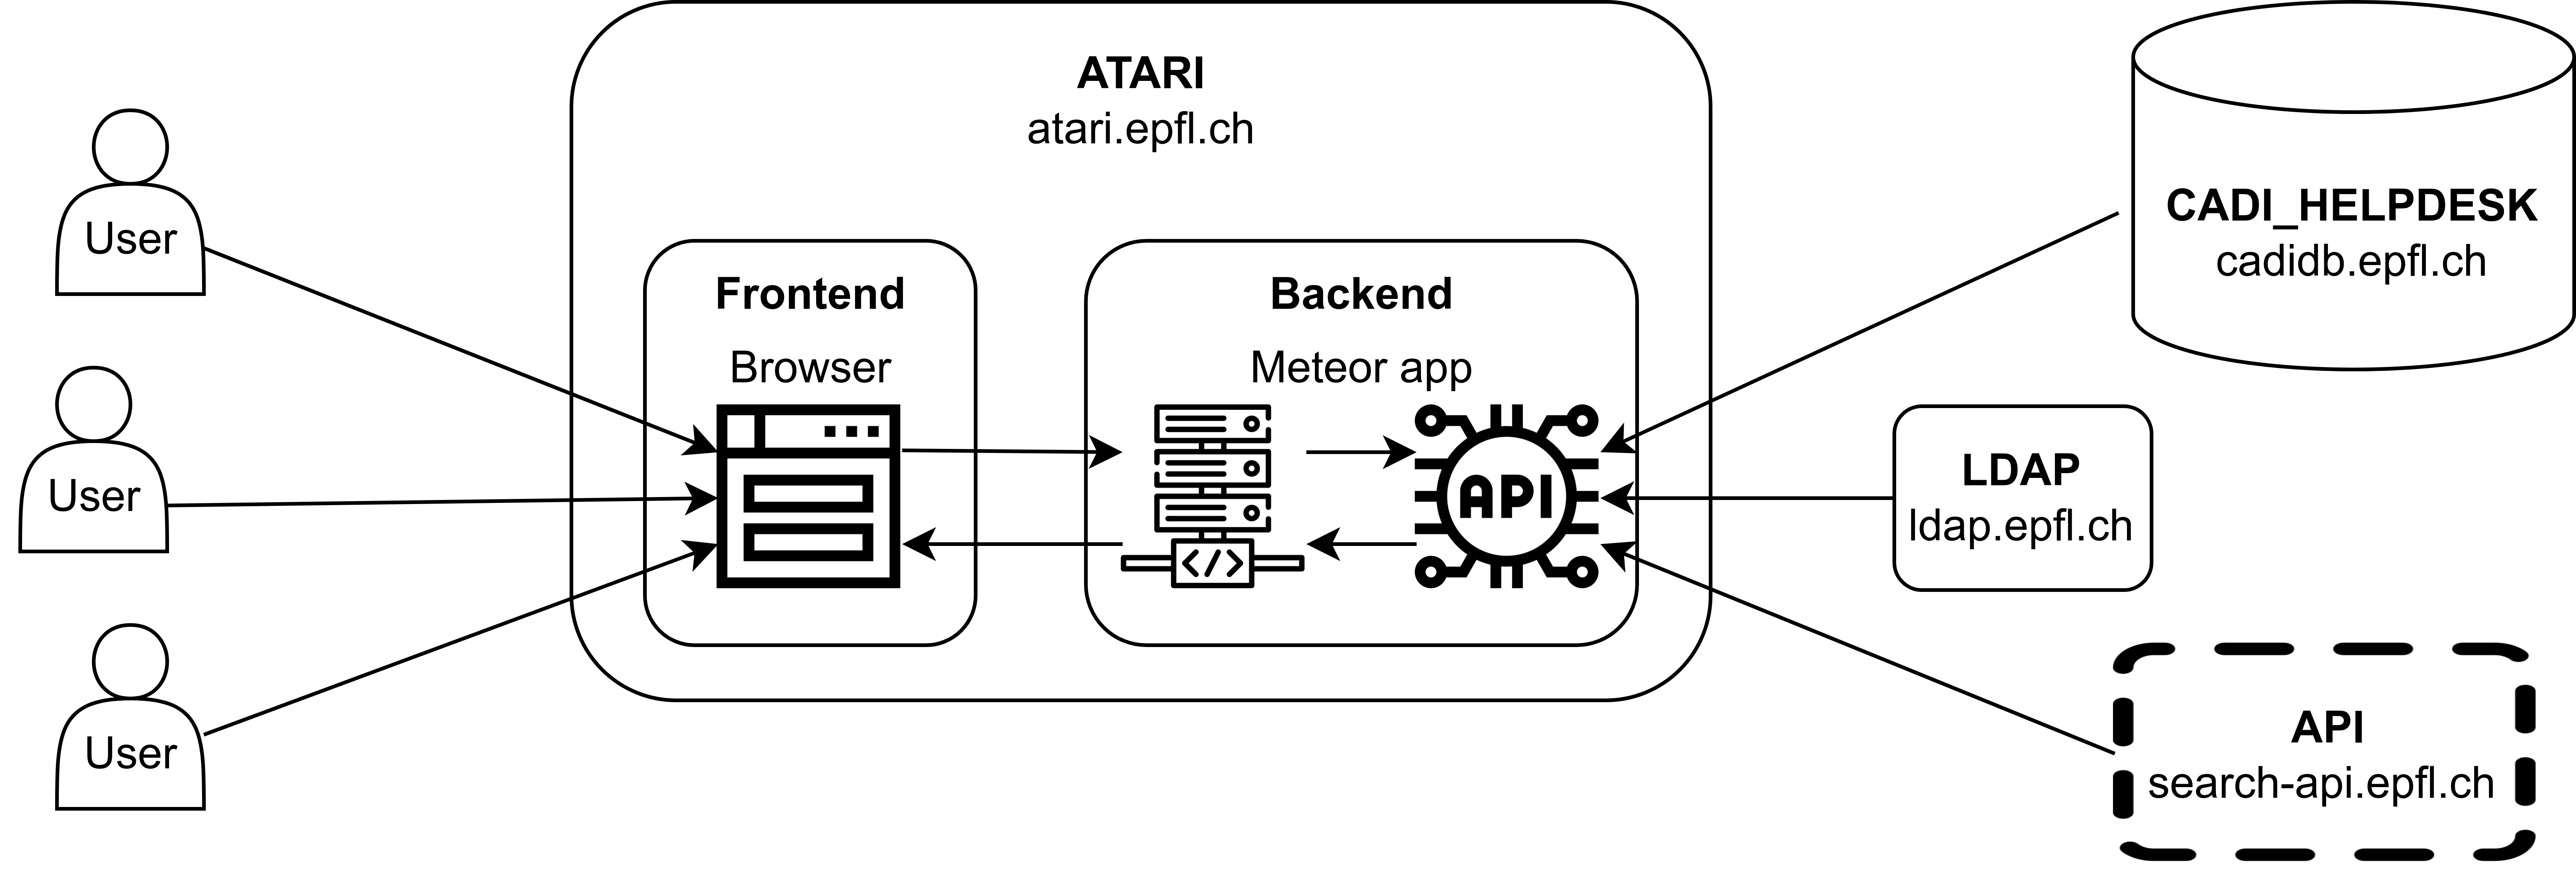 ATARI
atari.epfl.ch
User
User
User
Frontend
Browser
Backend
Meteor app
</>
API
CADI_HELPDESK
cadidb.epfl.ch
LDAP
ldap.epfl.ch
API
search-api.epfl.ch